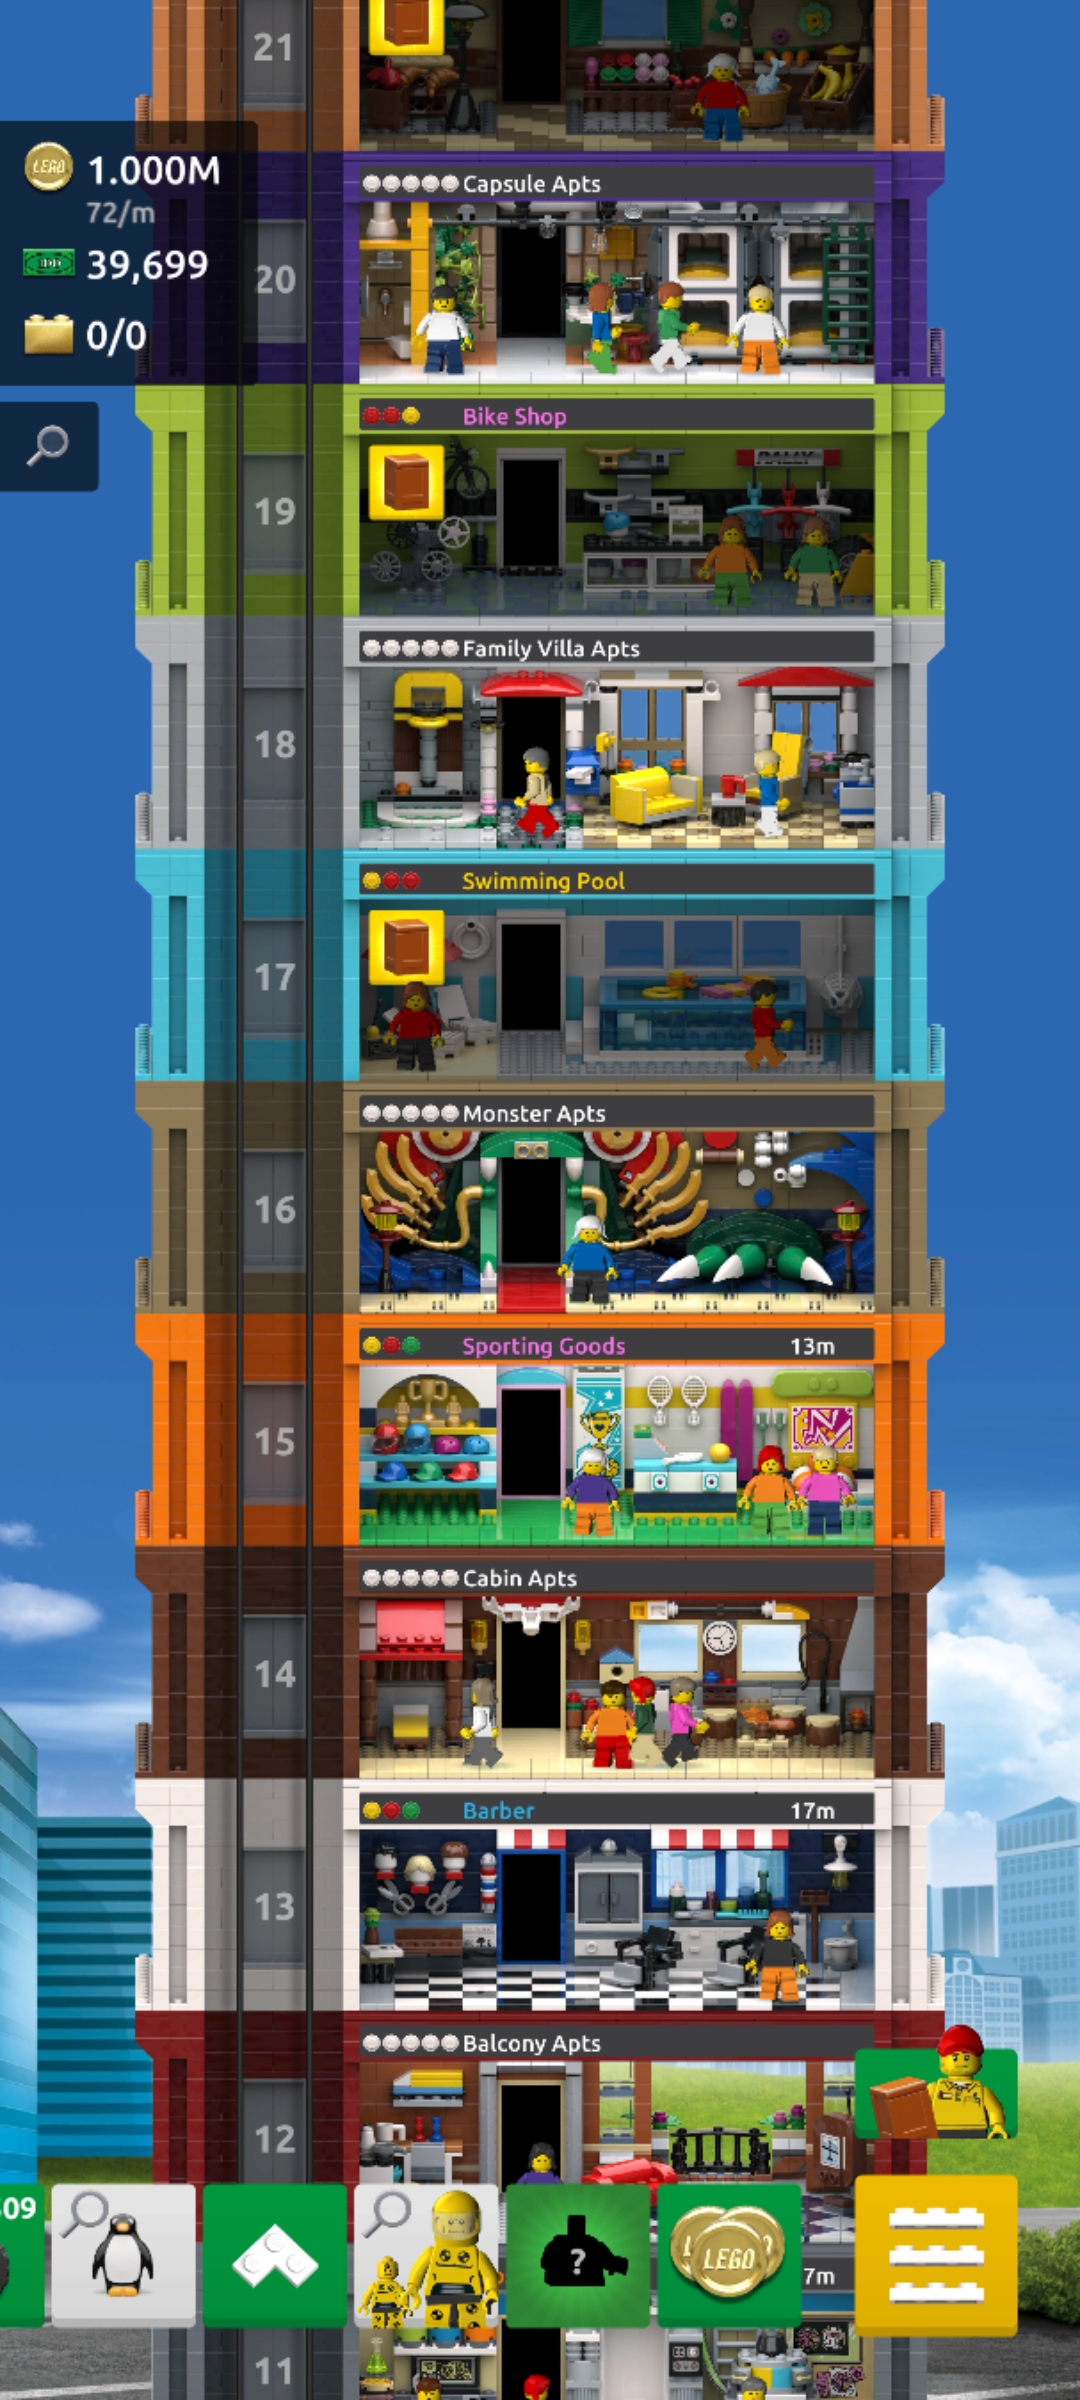 21
LEGO 1.000M
72/m
39,699
0/0
Capsule Apts
20
Bike Shop
RALLY
19
Family Villa Apts
18
Swimming Pool
17
Monster Apts
16
Sporting Goods 13m
15
N
Cabin Apts
14
Barber 17m
13
Balcony Apts
12
09
?
LEGO
7m
11